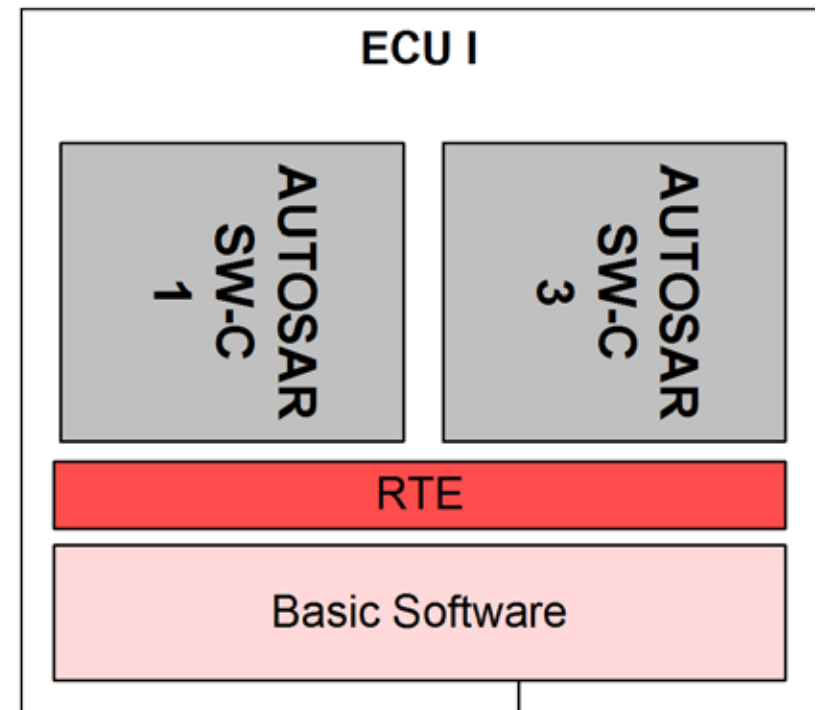 ECU I
AUTOSAR
SW-C
1
AUTOSAR
SW-C
3
RTE
Basic Software